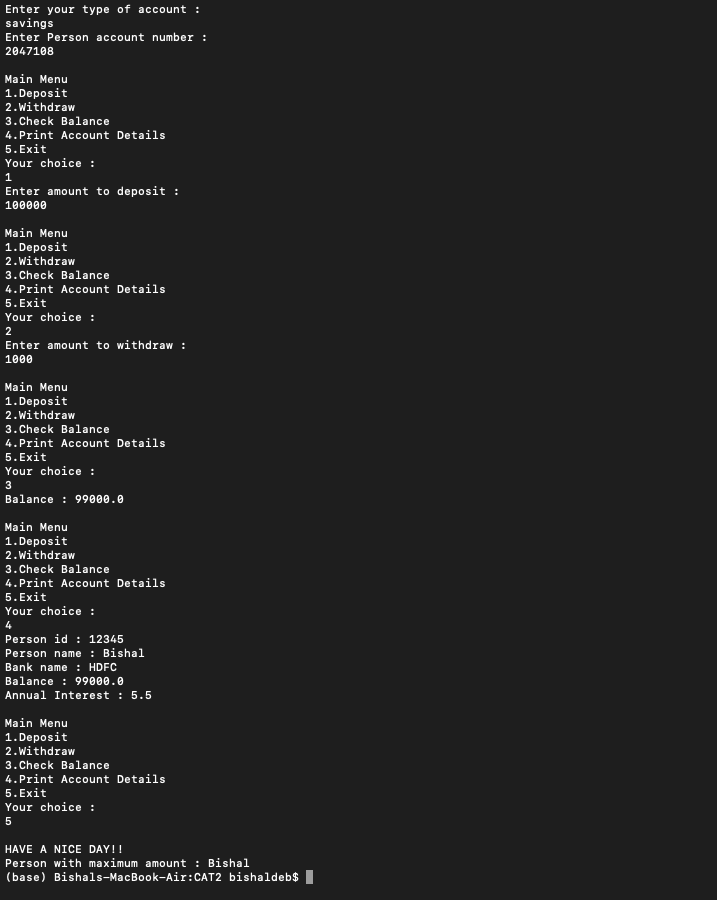 Enter your type of account :
savings
Enter Person account number :
2047108
Main Menu
1.Deposit
2.Withdraw
3.Check Balance
4.Print Account Details
5.Exit
Your choice :
1
Enter amount to deposit :
100000
Main Menu
1.Deposit
2.Withdraw
3.Check Balance
4.Print Account Details
5.Exit
Your choice :
2
Enter amount to withdraw :
1000
Main Menu
1.Deposit
2.Withdraw
3.Check Balance
4.Print Account Details
5.Exit
Your choice :
3
Balance : 99000.0
Main Menu
1.Deposit
2.Withdraw
3.Check Balance
4.Print Account Details
5.Exit
Your choice :
4
Person id : 12345
Person name : Bishal
Bank name : HDFC
Balance : 99000.0
Annual Interest : 5.5
Main Menu
1.Deposit
2.Withdraw
3.Check Balance
4.Print Account Details
5.Exit
Your choice :
5
HAVE A NICE DAY!!
Person with maximum amount : Bishal
(base) Bishals-MacBook-Air:CAT2 bishaldeb$